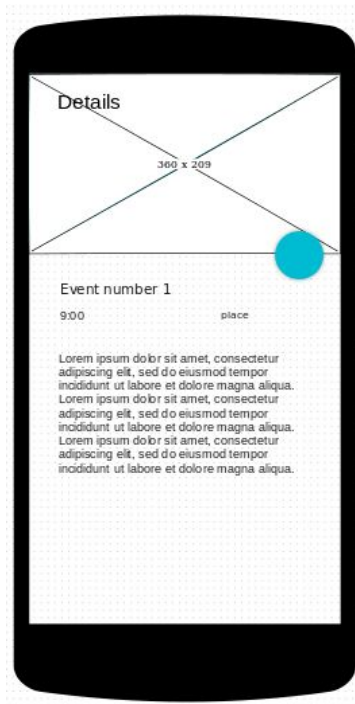 Details
360 x 209
Event number 1
9:00 place
Lorem ipsum dolor sit amet, consectetur
adipiscing elit, sed do eiusmod tempor
incididunt ut labore et dolore magna aliqua.
Lorem ipsum dolor sit amet, consectetur
adipiscing elit, sed do eiusmod tempor
incididunt ut labore et dolore magna aliqua.
Lorem ipsum dolor sit amet, consectetur
adipiscing elit, sed do eiusmod tempor
incididunt ut labore et dolore magna aliqua.